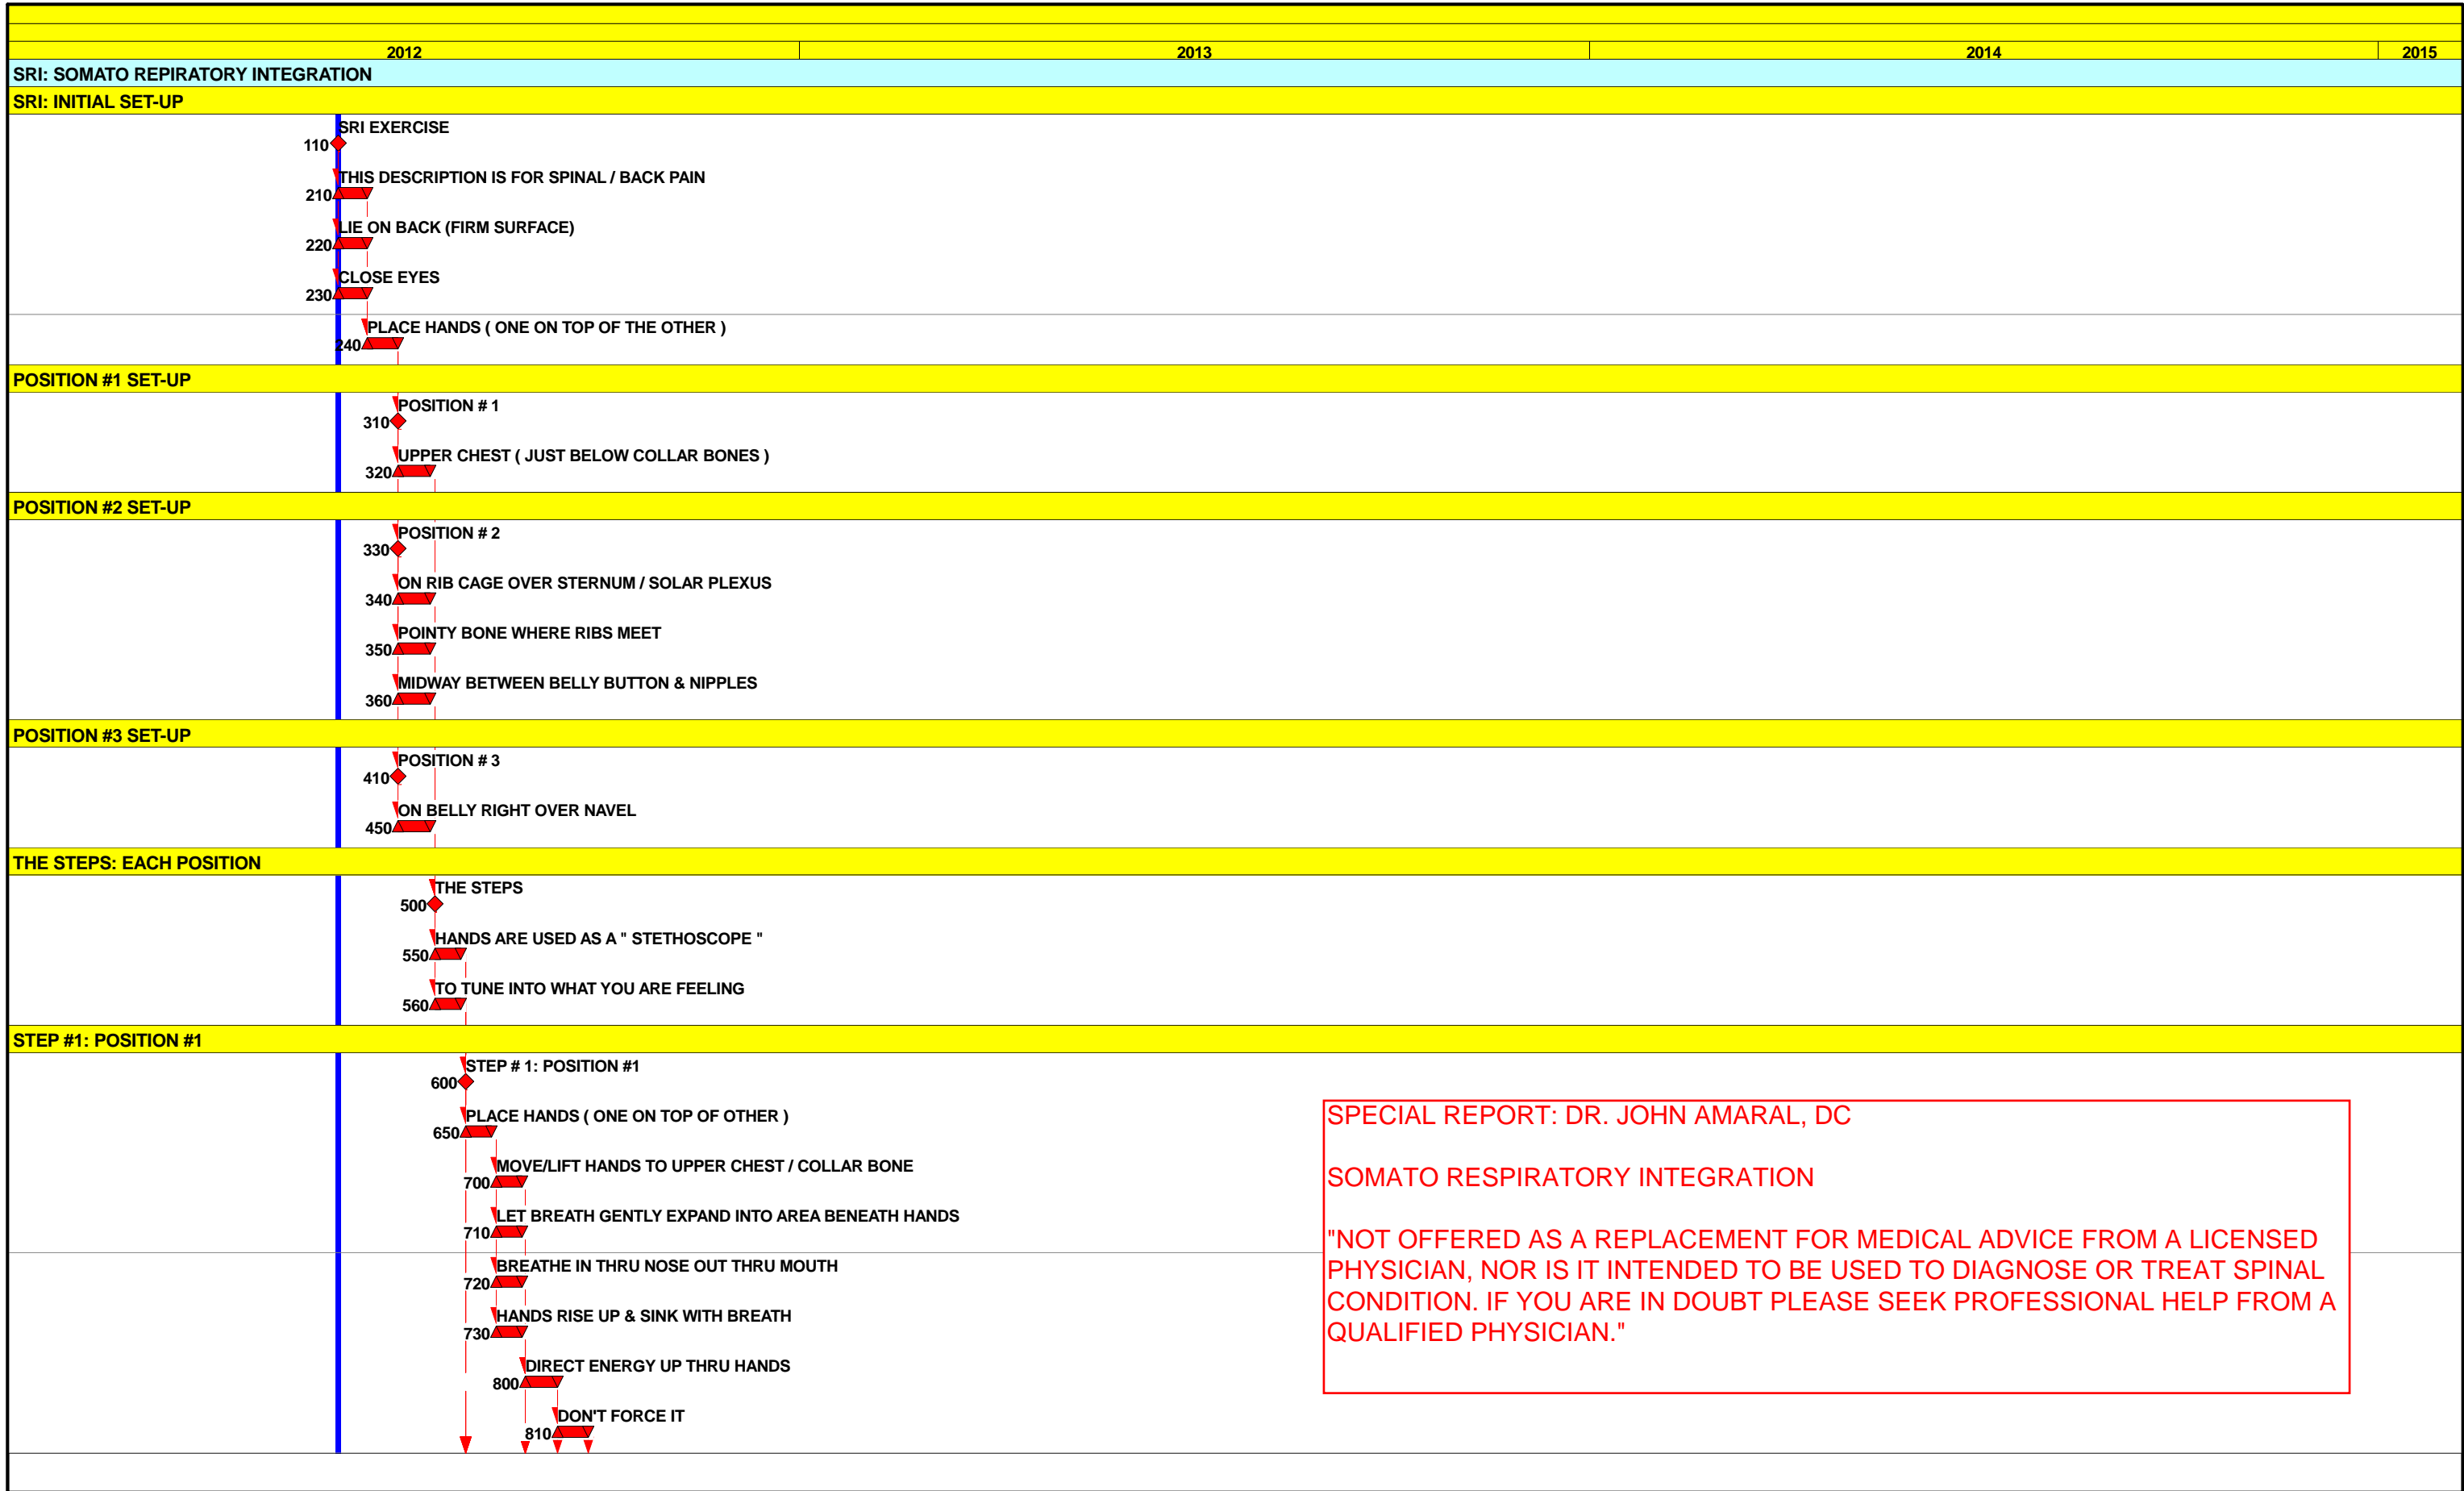 2012 2013 2014 2015
SRI: SOMATO REPIRATORY INTEGRATION
SRI: INITIAL SET-UP
SRI EXERCISE
110
THIS DESCRIPTION IS FOR SPINAL / BACK PAIN
210
LIE ON BACK (FIRM SURFACE)
220
CLOSE EYES
230
PLACE HANDS ( ONE ON TOP OF THE OTHER )
240
POSITION #1 SET-UP
POSITION # 1
310
UPPER CHEST ( JUST BELOW COLLAR BONES )
320
POSITION #2 SET-UP
POSITION # 2
330
ON RIB CAGE OVER STERNUM / SOLAR PLEXUS
340
POINTY BONE WHERE RIBS MEET
350
MIDWAY BETWEEN BELLY BUTTON & NIPPLES
360
POSITION #3 SET-UP
POSITION # 3
410
ON BELLY RIGHT OVER NAVEL
450
THE STEPS: EACH POSITION
THE STEPS
500
HANDS ARE USED AS A " STETHOSCOPE "
550
TO TUNE INTO WHAT YOU ARE FEELING
560
STEP #1: POSITION #1
STEP # 1: POSITION #1
600
PLACE HANDS ( ONE ON TOP OF OTHER )
650
MOVE/LIFT HANDS TO UPPER CHEST / COLLAR BONE
700
LET BREATH GENTLY EXPAND INTO AREA BENEATH HANDS
710
BREATHE IN THRU NOSE OUT THRU MOUTH
720
HANDS RISE UP & SINK WITH BREATH
730
DIRECT ENERGY UP THRU HANDS
800
DON'T FORCE IT
810
SPECIAL REPORT: DR. JOHN AMARAL, DC
SOMATO RESPIRATORY INTEGRATION
"NOT OFFERED AS A REPLACEMENT FOR MEDICAL ADVICE FROM A LICENSED
PHYSICIAN, NOR IS IT INTENDED TO BE USED TO DIAGNOSE OR TREAT SPINAL
CONDITION. IF YOU ARE IN DOUBT PLEASE SEEK PROFESSIONAL HELP FROM A
QUALIFIED PHYSICIAN."